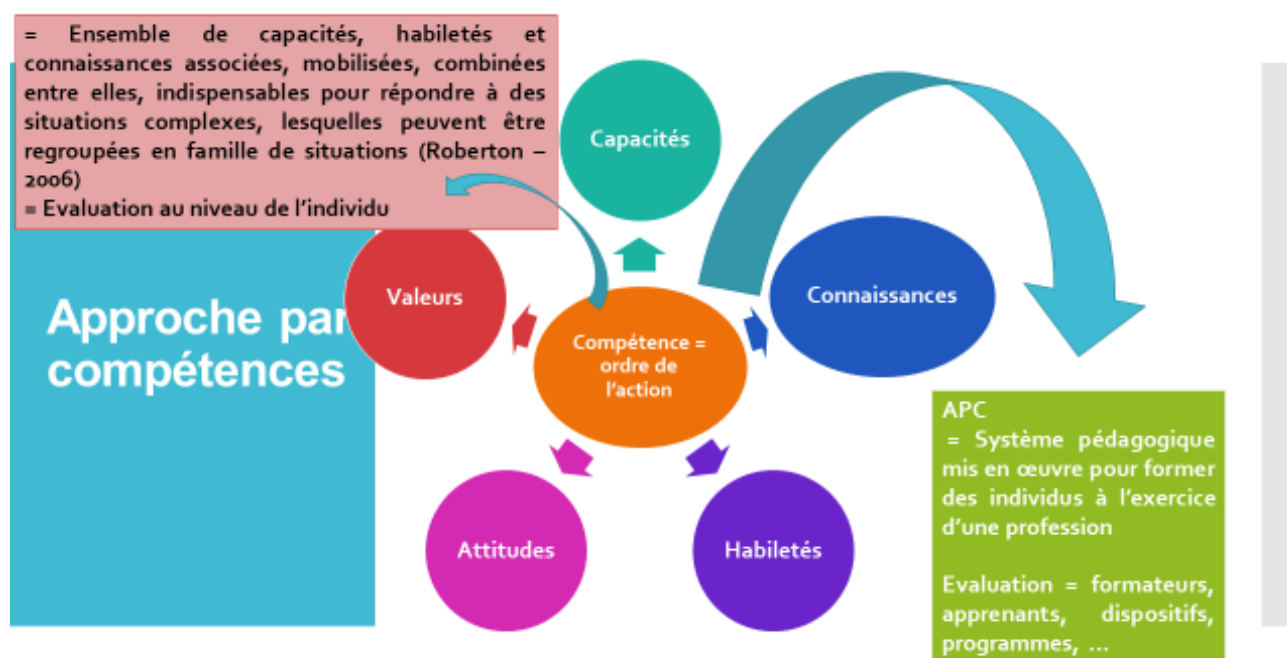 = Ensemble de capacités, habiletés et
connaissances associées, mobilisées, combinées
entre elles, indispensables pour répondre à des
situations complexes, lesquelles peuvent être
regroupées en famille de situations (Roberton –
2006)
= Evaluation au niveau de l'individu
Approche par
compétences
Capacités
Valeurs
Connaissances
Compétence =
ordre de
l'action
Attitudes
Habiletés
APC
= Système pédagogique
mis en œuvre pour former
des individus à l'exercice
d'une profession
Evaluation = formateurs,
apprenants, dispositifs,
programmes, ...